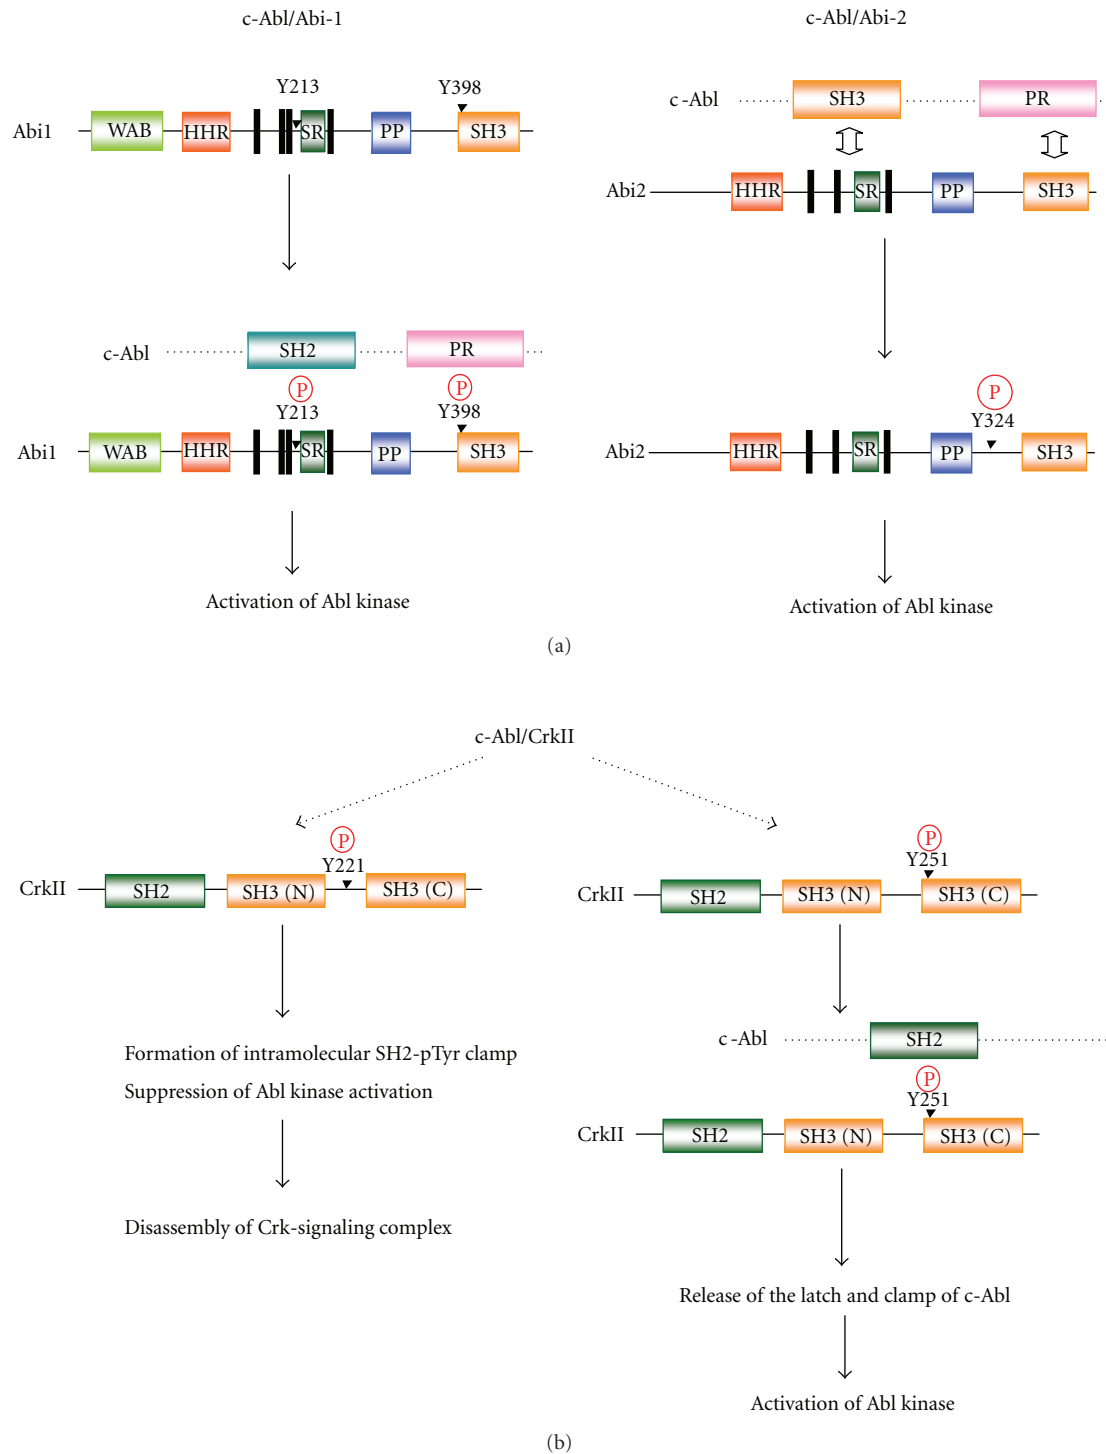 c-Abl/Abi-1
Y213
Y398
Abi1
WAB
HHR
SR
PP
SH3
c-Abl
SH2
PR
P
P
Y213
Y398
Abi1
WAB
HHR
SR
PP
SH3
Activation of Abl kinase
c-Abl/Abi-2
c-Abl
SH3
PR
Abi2
HHR
SR
PP
SH3
P
Y324
Abi2
HHR
SR
PP
SH3
Activation of Abl kinase
(a)
c-Abl/CrkII
P
Y221
CrkII
SH2
SH3 (N)
SH3 (C)
Formation of intramolecular SH2-pTyr clamp
Suppression of Abl kinase activation
Disassembly of Crk-signaling complex
P
Y251
CrkII
SH2
SH3 (N)
SH3 (C)
c-Abl
SH2
P
Y251
CrkII
SH2
SH3 (N)
SH3 (C)
Release of the latch and clamp of c-Abl
Activation of Abl kinase
(b)